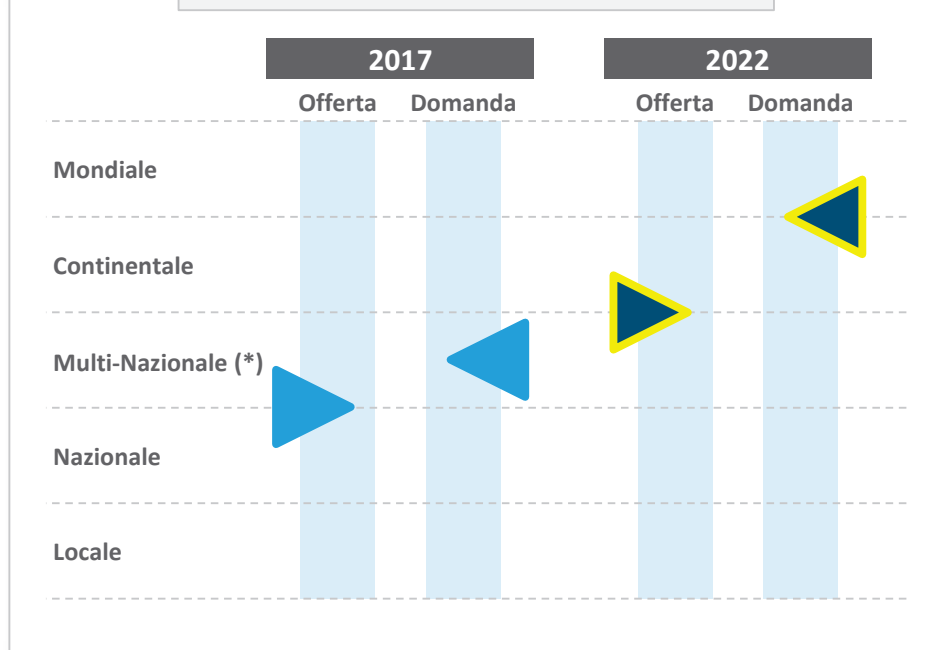 2017 2022
Offerta Domanda Offerta Domanda
Mondiale
Continentale
Multi-Nazionale (*)
Nazionale
Locale